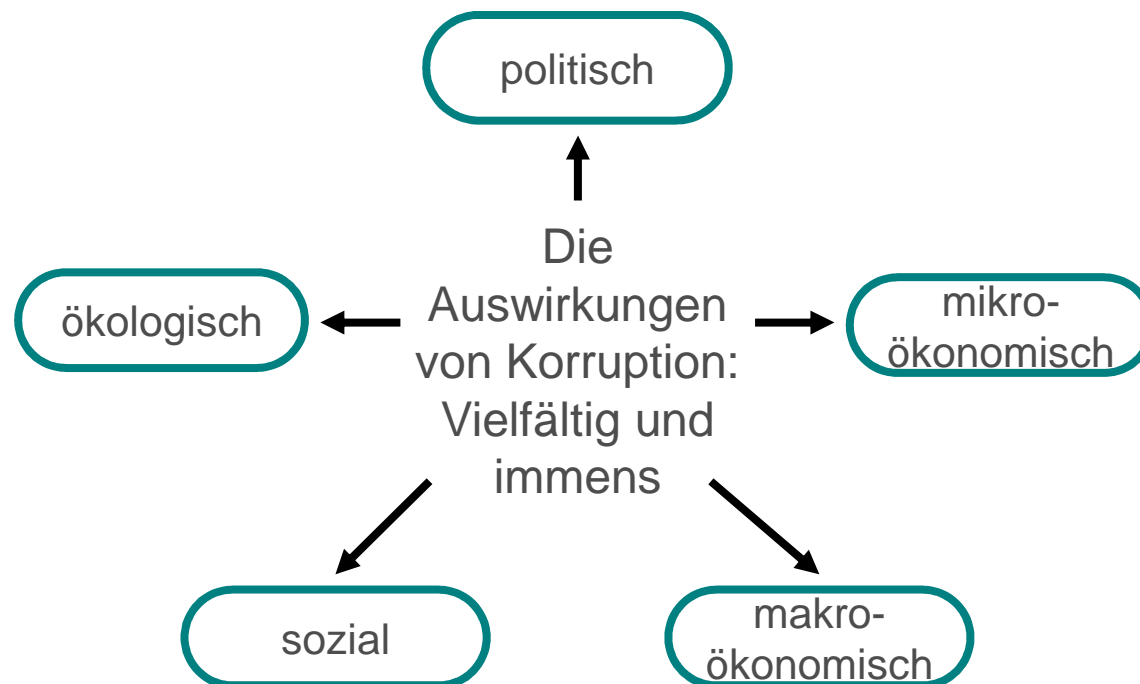 politisch
Die
Auswirkungen
von Korruption:
Vielfältig und
immens
ökologisch
mikro-
ökonomisch
sozial
makro-
ökonomisch